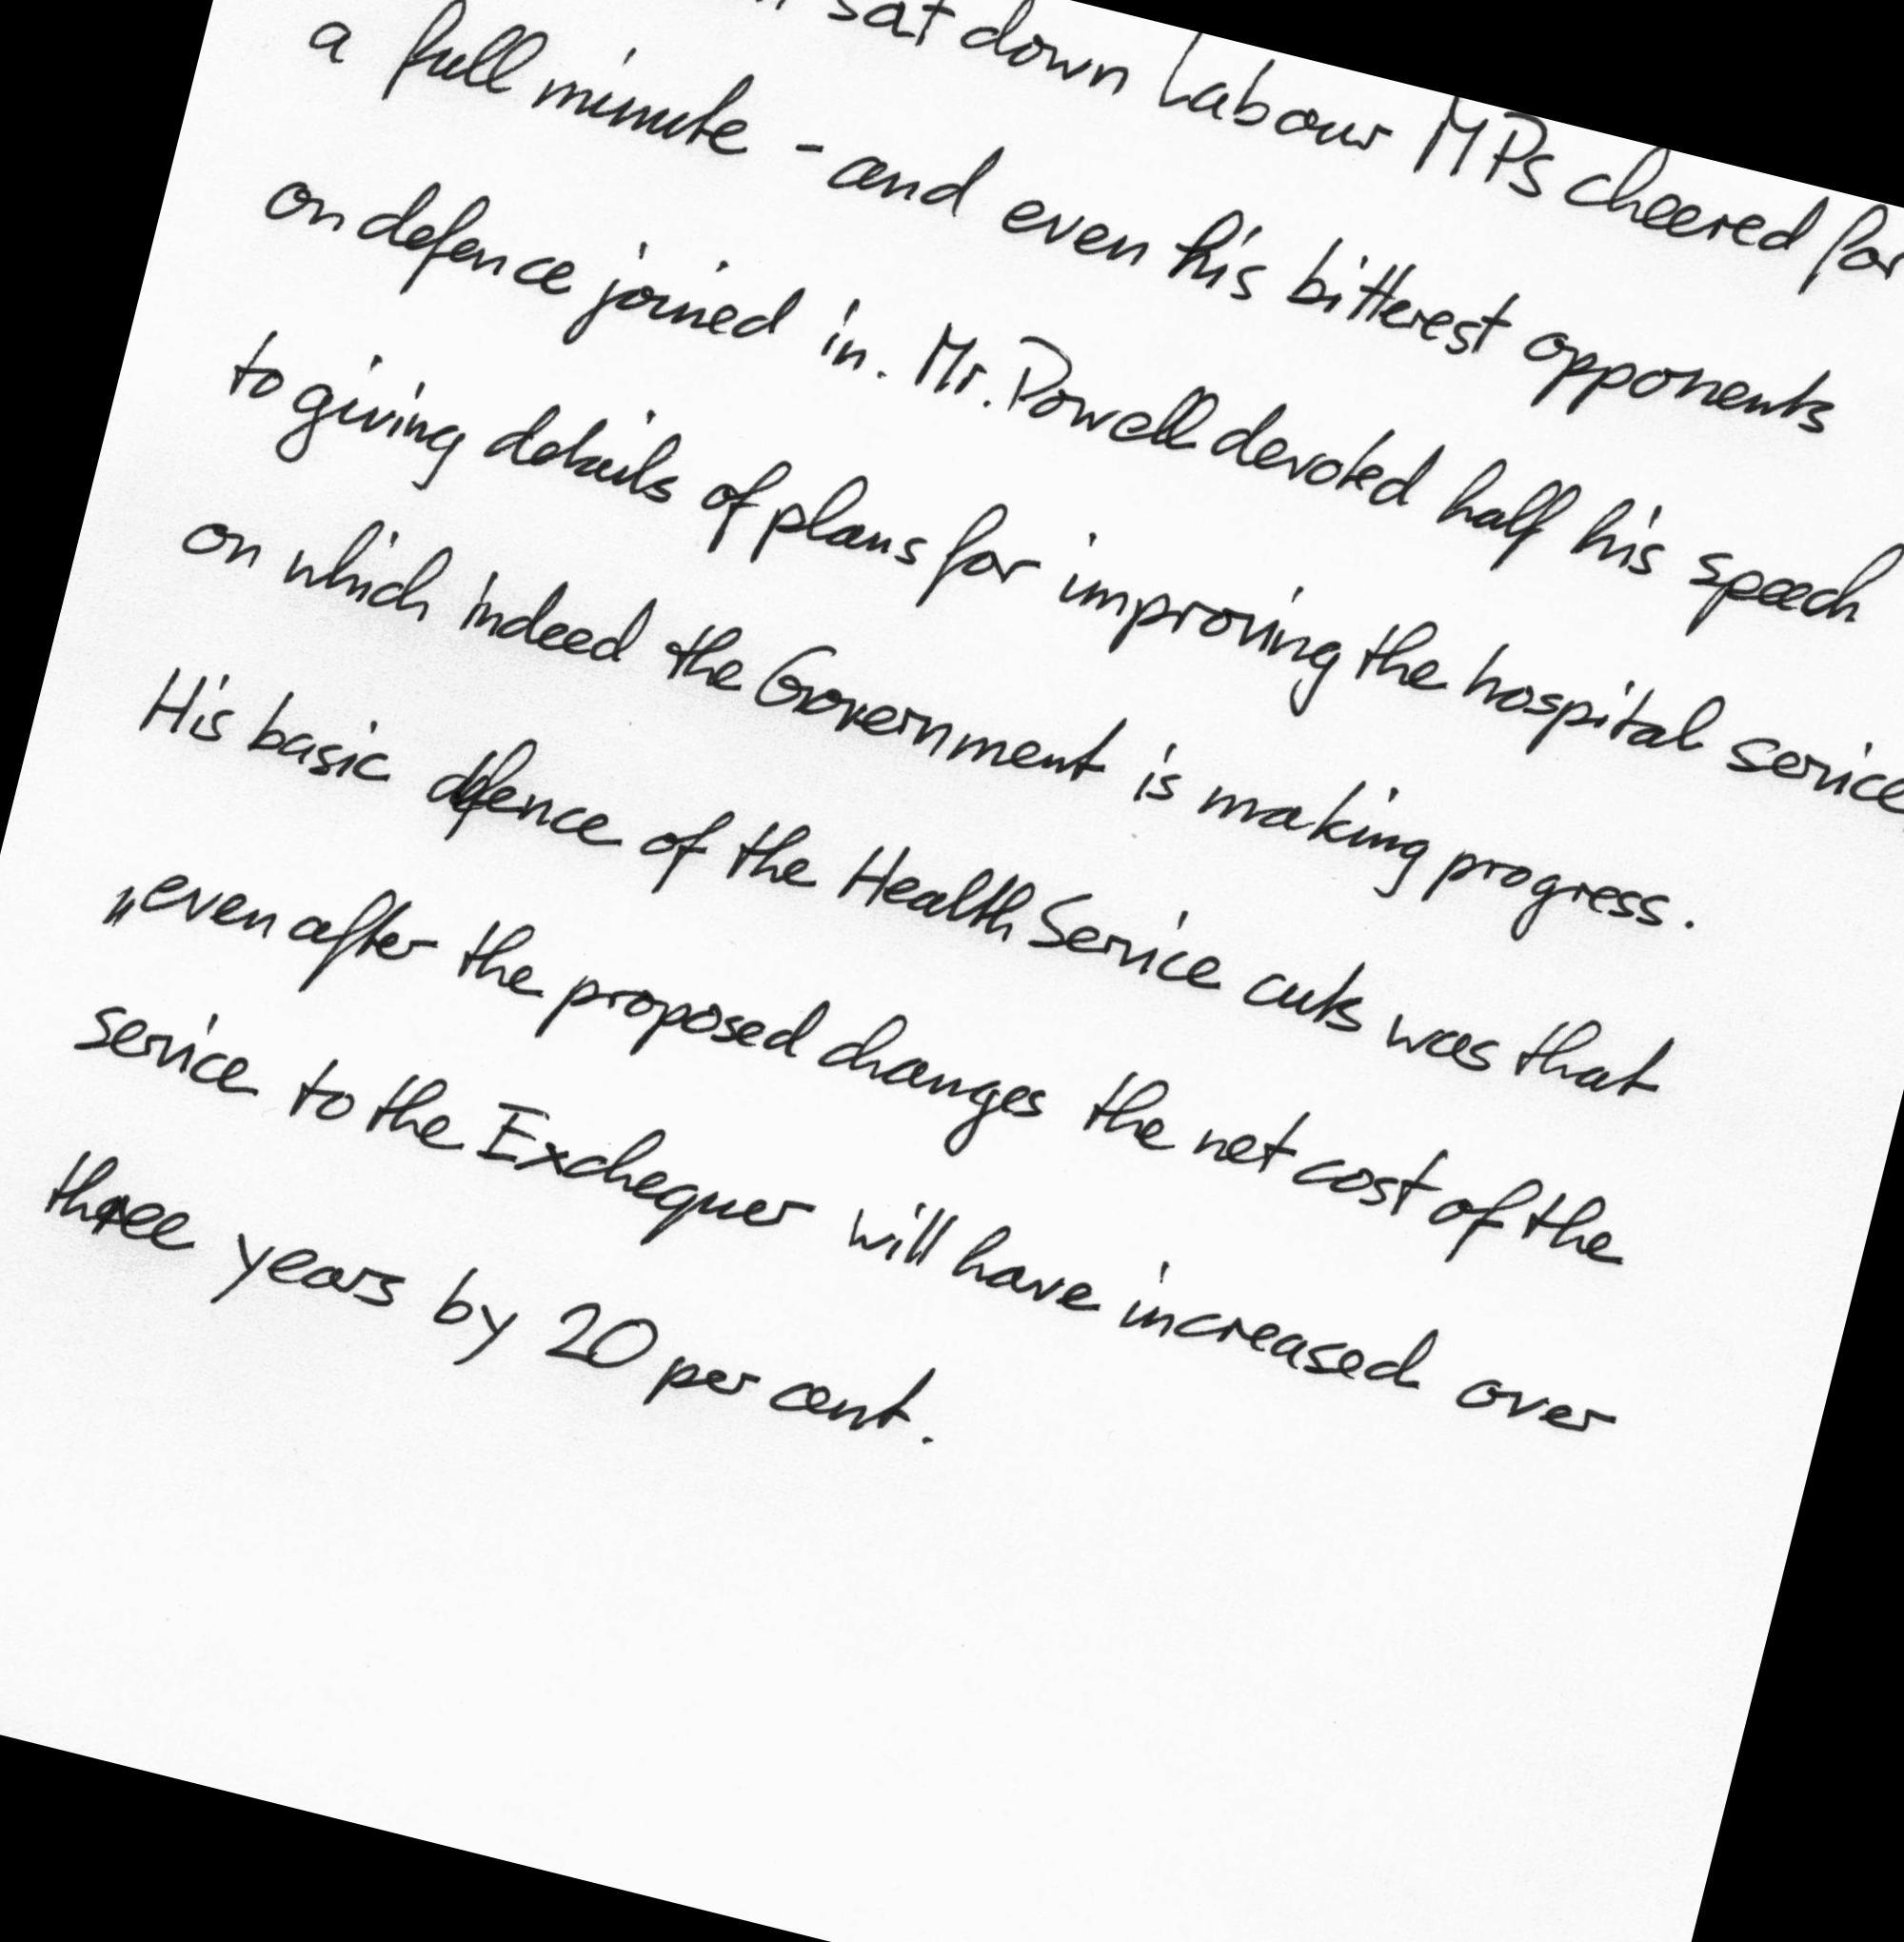 sat down Labour MPs cheered for
a full minute - and even his bitterest opponents
on defence joined in. Mr. Powell devoted half his speech
to giving details of plans for improving the hospital service
on which indeed the Government is making progress.
His basic defence of the Health Service cuts was that
„even after the proposed changes the net cost of the
service to the Exchequer will have increased over
three years by 20 per cent.